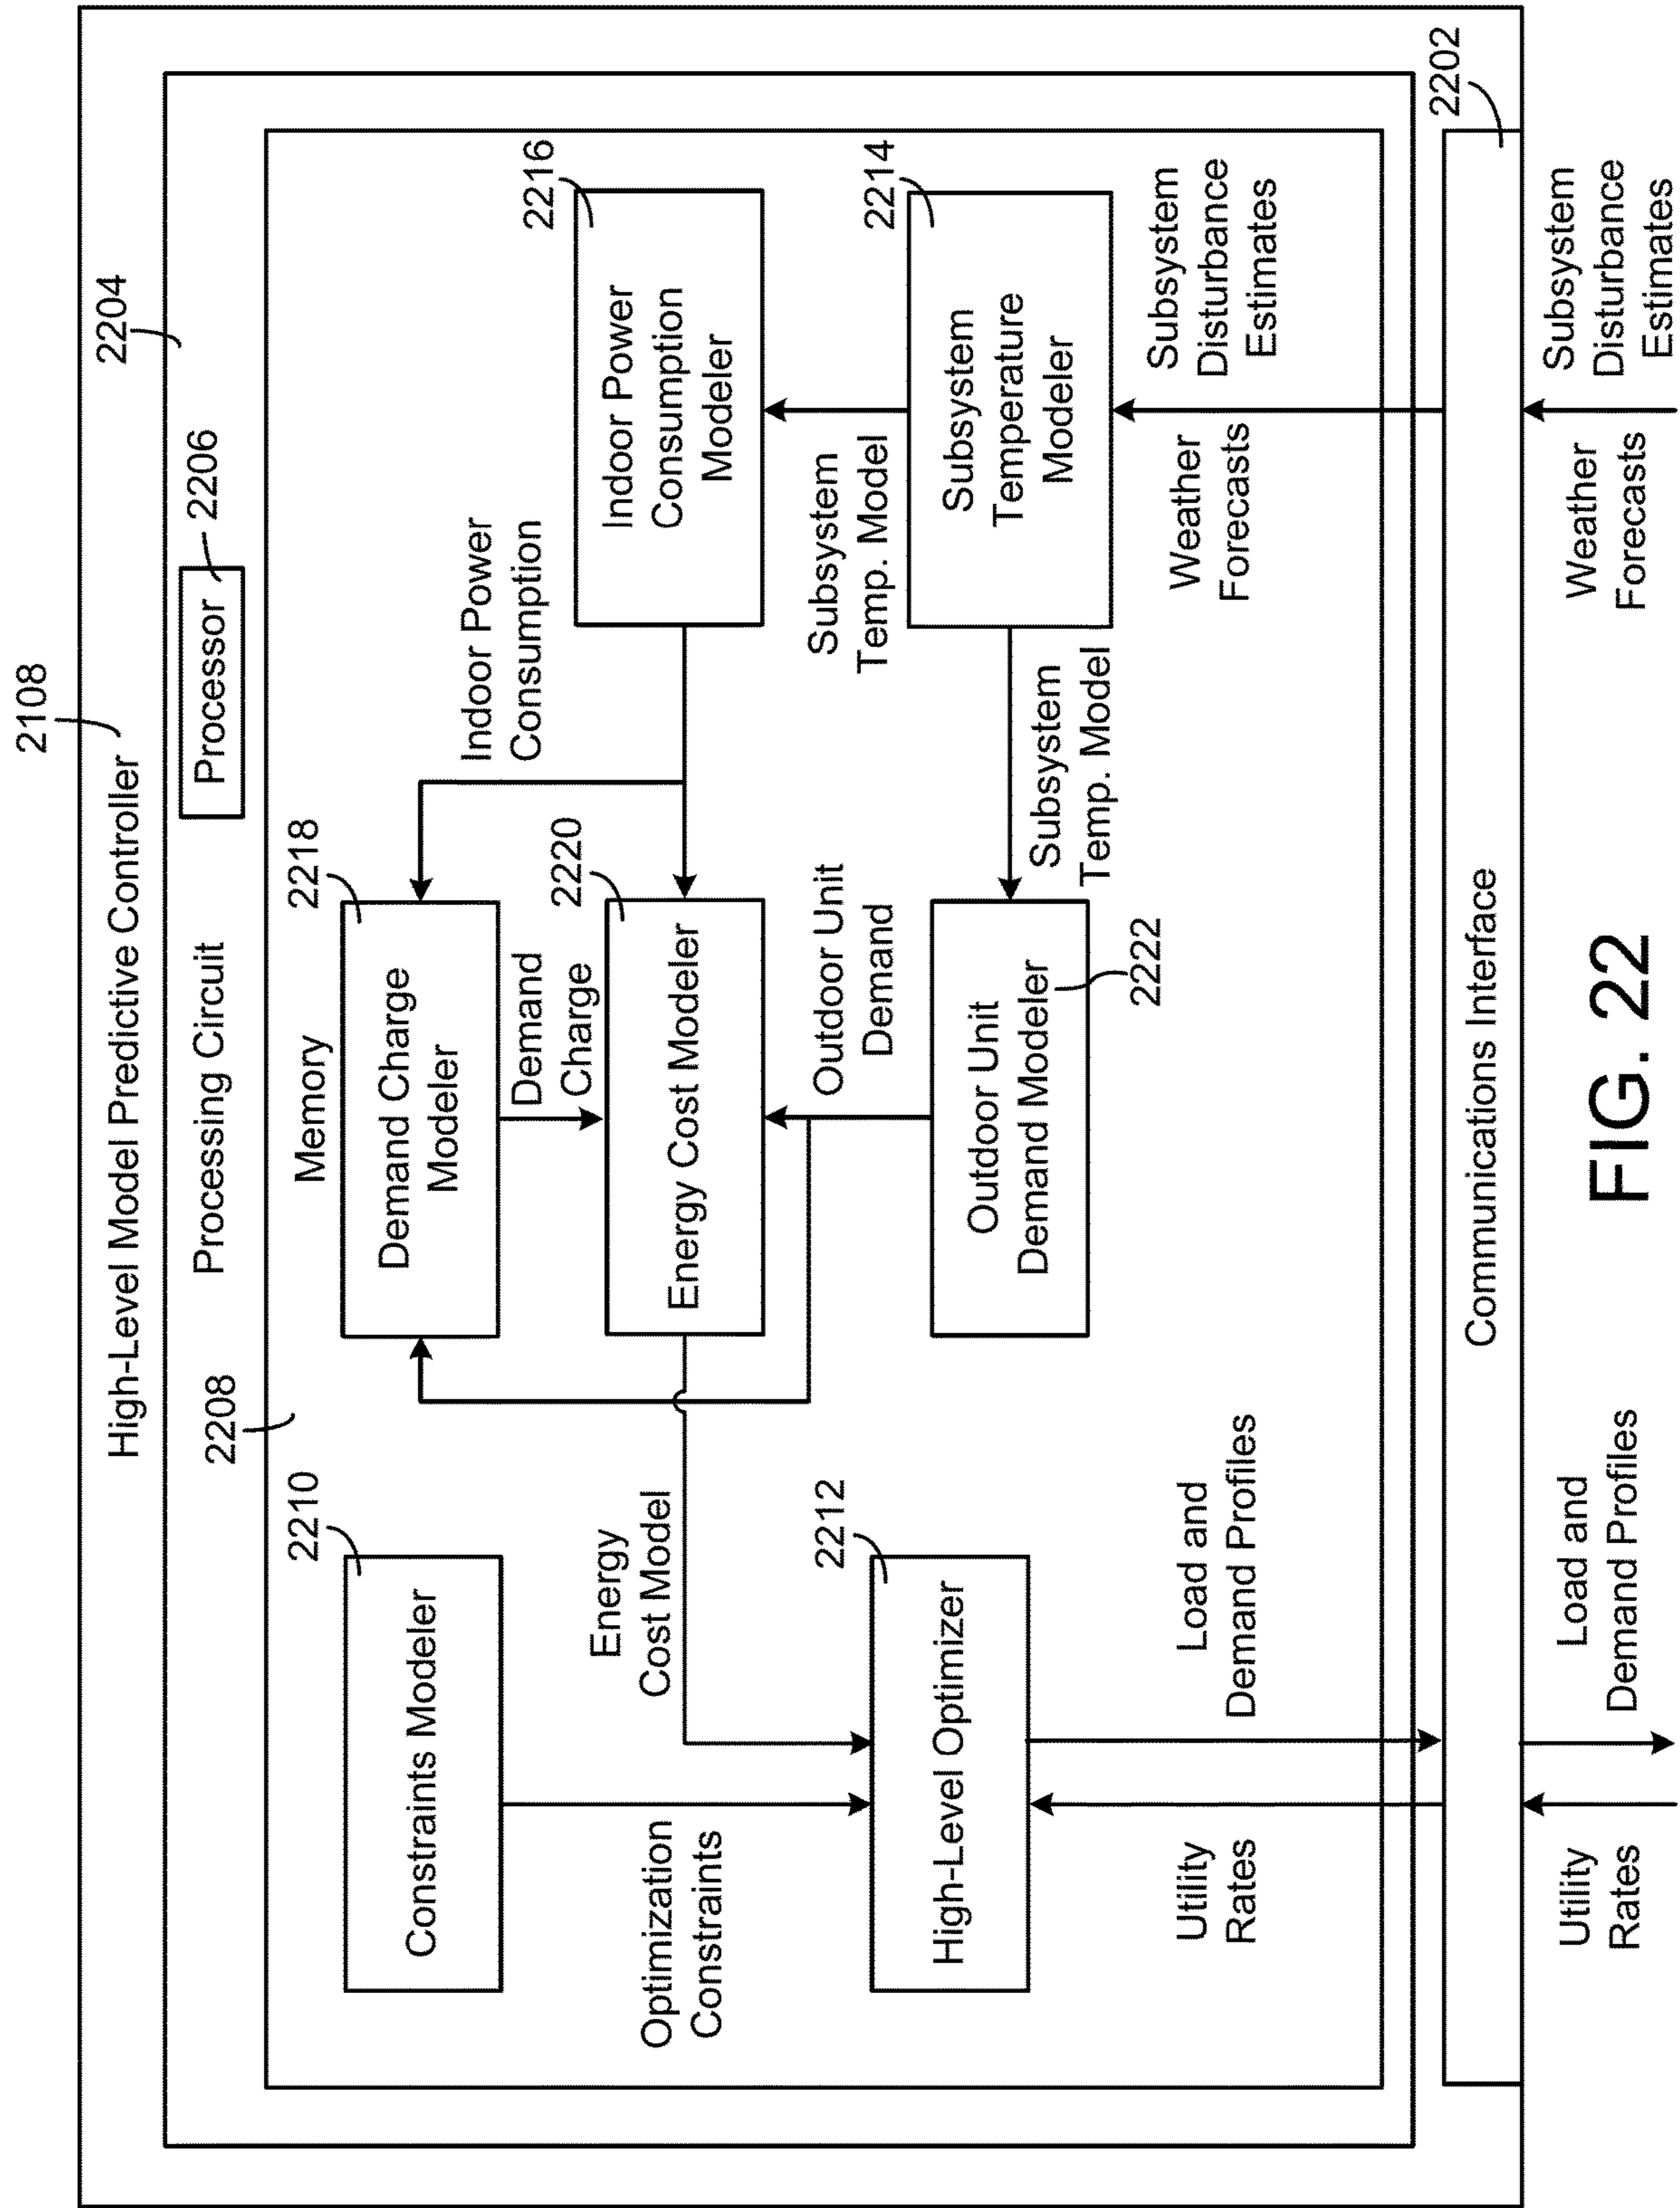 2108
High-Level Model Predictive Controller
2204
Processing Circuit
Processor
2206
2208
Memory
2210
Constraints Modeler
2218
Demand Charge
Modeler
Indoor Power
Consumption
2216
Indoor Power
Consumption
Modeler
Demand
Charge
2220
Energy Cost Modeler
Energy
Cost Model
Optimization
Constraints
Subsystem
Temp. Model
2212
High-Level Optimizer
Outdoor Unit
Demand
2214
Subsystem
Temperature
Modeler
Outdoor Unit
Demand Modeler
2222
Subsystem
Temp. Model
Utility
Rates
Load and
Demand Profiles
Weather
Forecasts
Subsystem
Disturbance
Estimates
Communications Interface
2202
Utility
Rates
Load and
Demand Profiles
Weather
Forecasts
Subsystem
Disturbance
Estimates
FIG. 22